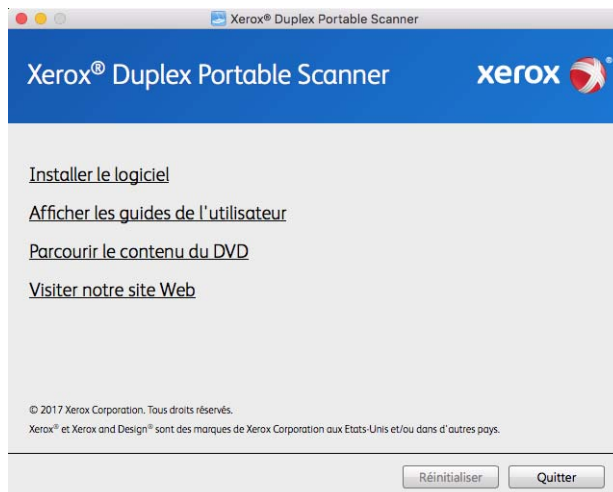 Xerox® Duplex Portable Scanner
Xerox® Duplex Portable Scanner
xerox ®
Installer le logiciel
Afficher les guides de l'utilisateur
Parcourir le contenu du DVD
Visiter notre site Web
© 2017 Xerox Corporation. Tous droits réservés.
Xerox® et Xerox and Design® sont des marques de Xerox Corporation aux Etats-Unis et/ou dans d'autres pays.
Réinitialiser
Quitter